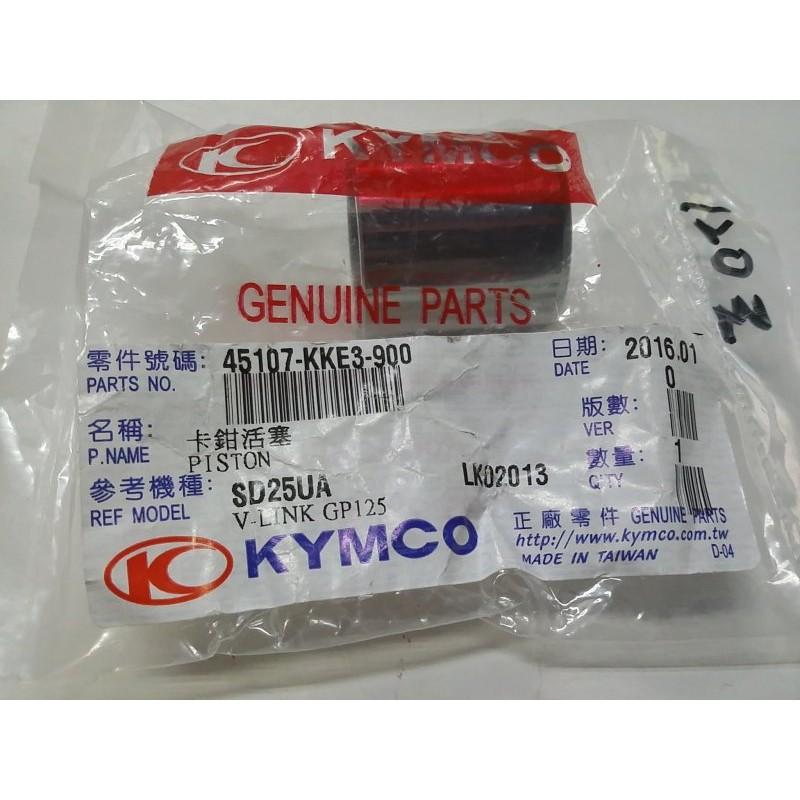 KYMCO
GENUINE PARTS
零件號碼: 45107-KKE3-900
PARTS NO.
日期: 2016.01
DATE
版數: 0
VER
名稱: 卡鉗活塞
P.NAME PISTON
數量: 1
Q'TY
參考機種: SD25UA LK02013
REF MODEL V-LINK GP125
正廠零件 GENUINE PARTS
http://www.kymco.com.tw
MADE IN TAIWAN D-04
KYMCO